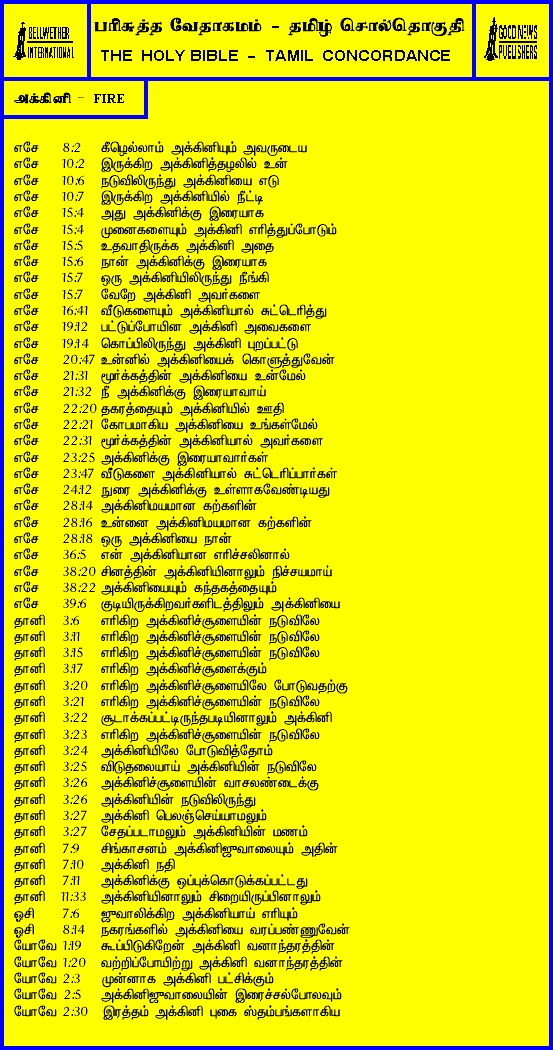 BELLWETHER
INTERNATIONAL
பரிசுத்த வேதாகமம் - தமிழ் சொல்தொகுதி
THE HOLY BIBLE - TAMIL CONCORDANCE
GOOD NEWS
PUBLISHERS
அக்கினி - FIRE
எசே 8:2 கீழெல்லாம் அக்கினியும் அவருடைய
எசே 10:2 இருக்கிற அக்கினித்தழலில் உன்
எசே 10:6 நடுவிலிருந்து அக்கினியை எடு
எசே 10:7 இருக்கிற அக்கினியில் நீட்டி
எசே 15:4 அது அக்கினிக்கு இரையாக
எசே 15:4 முனைகளையும் அக்கினி எரித்துப்போடும்
எசே 15:5 உதவாதிருக்க அக்கினி அதை
எசே 15:6 நான் அக்கினிக்கு இரையாக
எசே 15:7 ஒரு அக்கினியிலிருந்து நீங்கி
எசே 15:7 வேறே அக்கினி அவர்களை
எசே 16:41 வீடுகளையும் அக்கினியால் சுட்டெரித்து
எசே 19:12 பட்டுப்போயின அக்கினி அவைகளை
எசே 19:14 கொப்பிலிருந்து அக்கினி புறப்பட்டு
எசே 20:47 உன்னில் அக்கினியைக் கொளுத்துவேன்
எசே 21:31 மூர்க்கத்தின் அக்கினியை உன்மேல்
எசே 21:32 நீ அக்கினிக்கு இரையாவாய்
எசே 22:20 தகரத்தையும் அக்கினியில் ஊதி
எசே 22:21 கோபமாகிய அக்கினியை உங்கள்மேல்
எசே 22:31 மூர்க்கத்தின் அக்கினியால் அவர்களை
எசே 23:25 அக்கினிக்கு இரையாவார்கள்
எசே 23:47 வீடுகளை அக்கினியால் சுட்டெரிப்பார்கள்
எசே 24:12 நுரை அக்கினிக்கு உள்ளாகவேண்டியது
எசே 28:14 அக்கினிமயமான கற்களின்
எசே 28:16 உன்னை அக்கினிமயமான கற்களின்
எசே 28:18 ஒரு அக்கினியை நான்
எசே 36:5 என் அக்கினியான எரிச்சலினால்
எசே 38:20 சினத்தின் அக்கினியினாலும் நிச்சயமாய்
எசே 38:22 அக்கினியையும் கந்தகத்தையும்
எசே 39:6 குடியிருக்கிறவர்களிடத்திலும் அக்கினியை
தானி 3:6 எரிகிற அக்கினிச்சூளையின் நடுவிலே
தானி 3:11 எரிகிற அக்கினிச்சூளையின் நடுவிலே
தானி 3:15 எரிகிற அக்கினிச்சூளையின் நடுவிலே
தானி 3:17 எரிகிற அக்கினிச்சூளைக்கும்
தானி 3:20 எரிகிற அக்கினிச்சூளையிலே போடுவதற்கு
தானி 3:21 எரிகிற அக்கினிச்சூளையின் நடுவிலே
தானி 3:22 சூடாக்கப்பட்டிருந்தபடியினாலும் அக்கினி
தானி 3:23 எரிகிற அக்கினிச்சூளையின் நடுவிலே
தானி 3:24 அக்கினியிலே போடுவித்தோம்
தானி 3:25 விடுதலையாய் அக்கினியின் நடுவிலே
தானி 3:26 அக்கினிச்சூளையின் வாசலண்டைக்கு
தானி 3:26 அக்கினியின் நடுவிலிருந்து
தானி 3:27 அக்கினி பெலஞ்செய்யாமலும்
தானி 3:27 சேதப்படாமலும் அக்கினியின் மணம்
தானி 7:9 சிங்காசனம் அக்கினிஜுவாலையும் அதின்
தானி 7:10 அக்கினி நதி
தானி 7:11 அக்கினிக்கு ஒப்புக்கொடுக்கப்பட்டது
தானி 11:33 அக்கினியினாலும் சிறையிருப்பினாலும்
ஓசி 7:6 ஜுவாலிக்கிற அக்கினியாய் எரியும்
ஓசி 8:14 நகரங்களில் அக்கினியை வரப்பண்ணுவேன்
யோவே 1:19 கூப்பிடுகிறேன் அக்கினி வனாந்தரத்தின்
யோவே 1:20 வற்றிப்போயிற்று அக்கினி வனாந்தரத்தின்
யோவே 2:3 முன்னாக அக்கினி பட்சிக்கும்
யோவே 2:5 அக்கினிஜுவாலையின் இரைச்சல்போலவும்
யோவே 2:30 இரத்தம் அக்கினி புகை ஸ்தம்பங்களாகிய